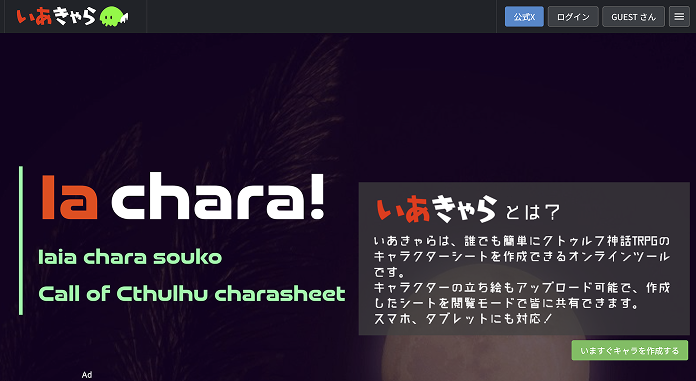 いあきゃら
公式X
ログイン
GUEST さん
Ia chara!
Iaia chara souko
Call of Cthulhu charasheet
いあきゃら とは？
いあきゃらは、誰でも簡単にクトゥルフ神話TRPGの
キャラクターシートを作成できるオンラインツール
です。
キャラクターの立ち絵もアップロード可能で、作成
したシートを閲覧モードで皆に共有できます。
スマホ、タブレットにも対応！
いますぐキャラを作成する
Ad